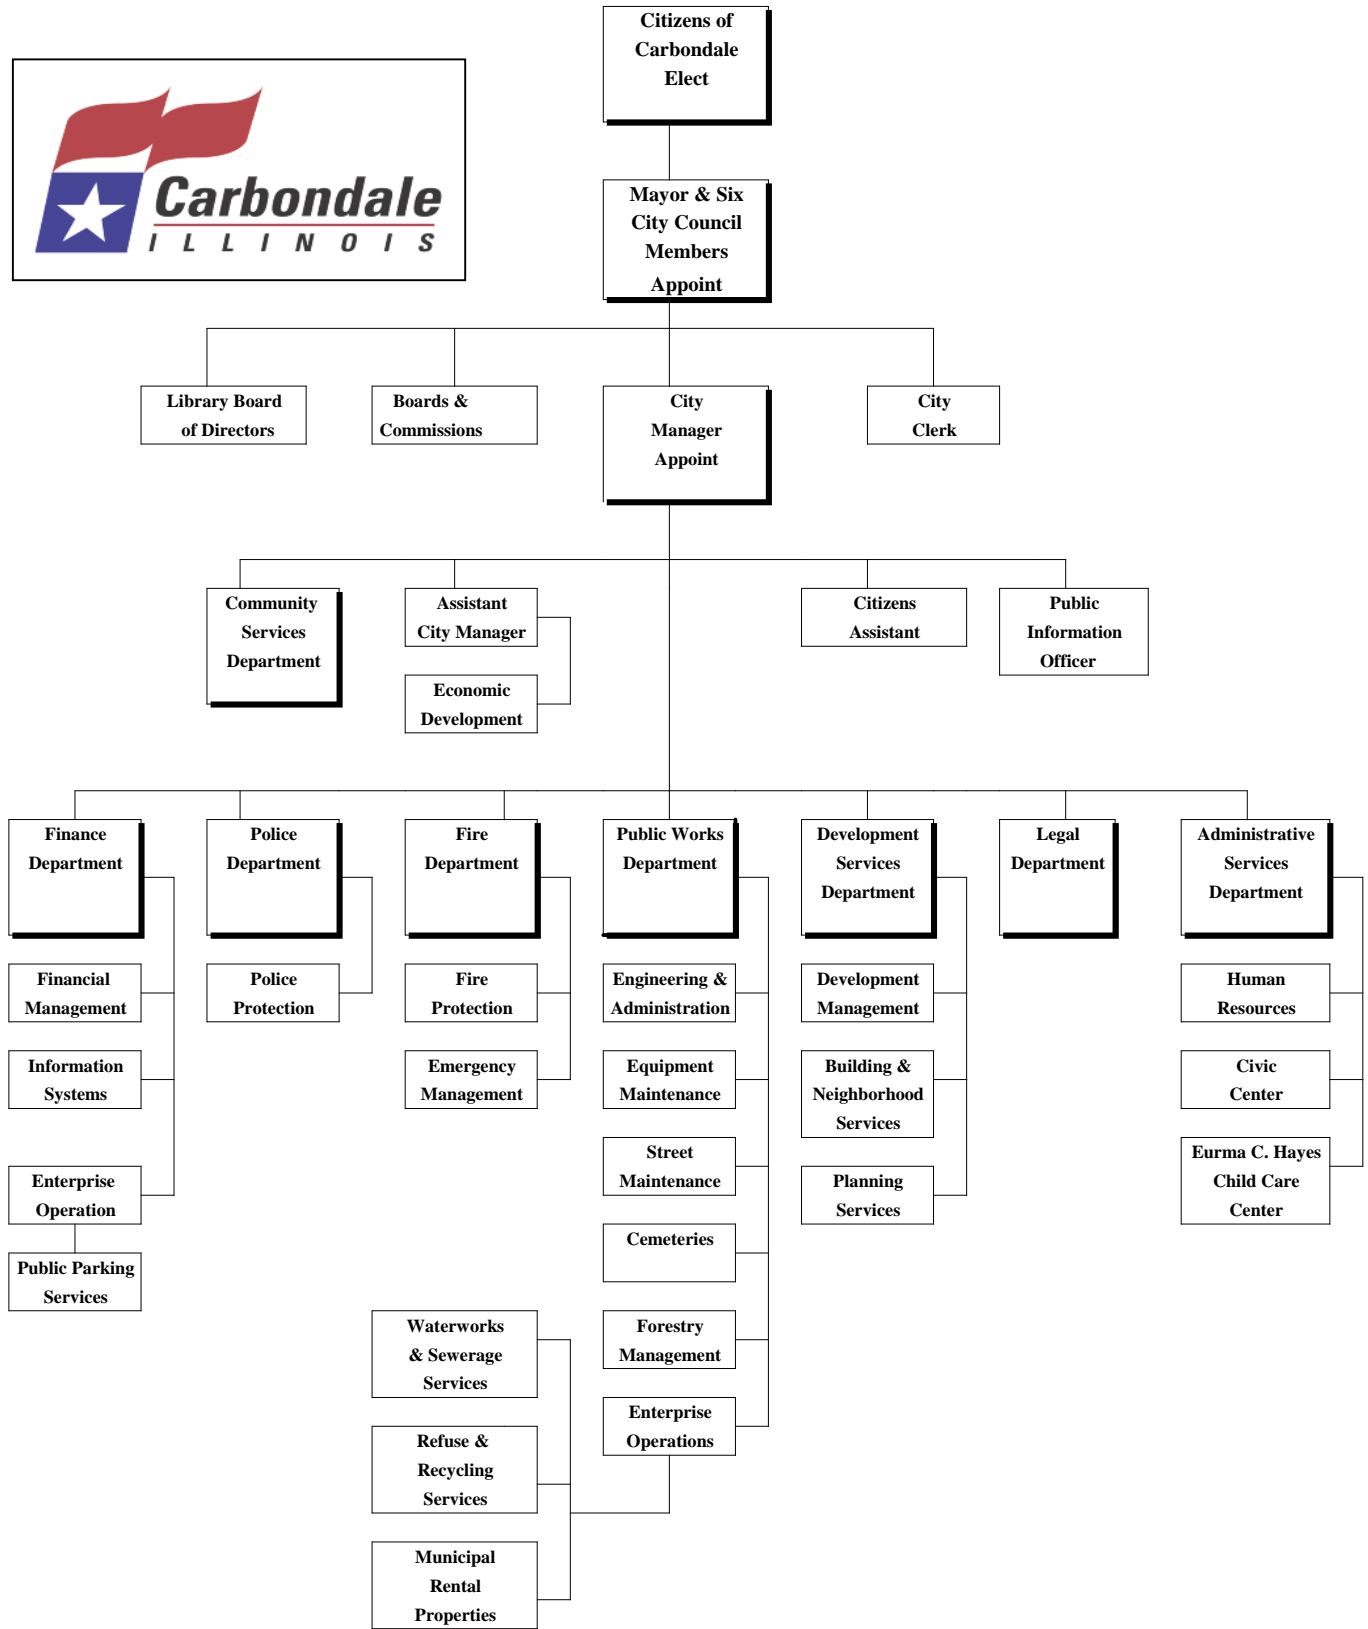 Citizens of
Carbondale
Elect
Carbondale
ILLINOIS
Mayor & Six
City Council
Members
Appoint
Library Board
of Directors
Boards &
Commissions
City
Manager
Appoint
City
Clerk
Community
Services
Department
Assistant
City Manager
Economic
Development
Citizens
Assistant
Public
Information
Officer
Finance
Department
Police
Department
Fire
Department
Public Works
Department
Development
Services
Department
Legal
Department
Administrative
Services
Department
Financial
Management
Information
Systems
Enterprise
Operation
Public Parking
Services
Police
Protection
Fire
Protection
Emergency
Management
Engineering &
Administration
Equipment
Maintenance
Street
Maintenance
Cemeteries
Forestry
Management
Enterprise
Operations
Waterworks
& Sewerage
Services
Refuse &
Recycling
Services
Municipal
Rental
Properties
Development
Management
Building &
Neighborhood
Services
Planning
Services
Human
Resources
Civic
Center
Eurma C. Hayes
Child Care
Center